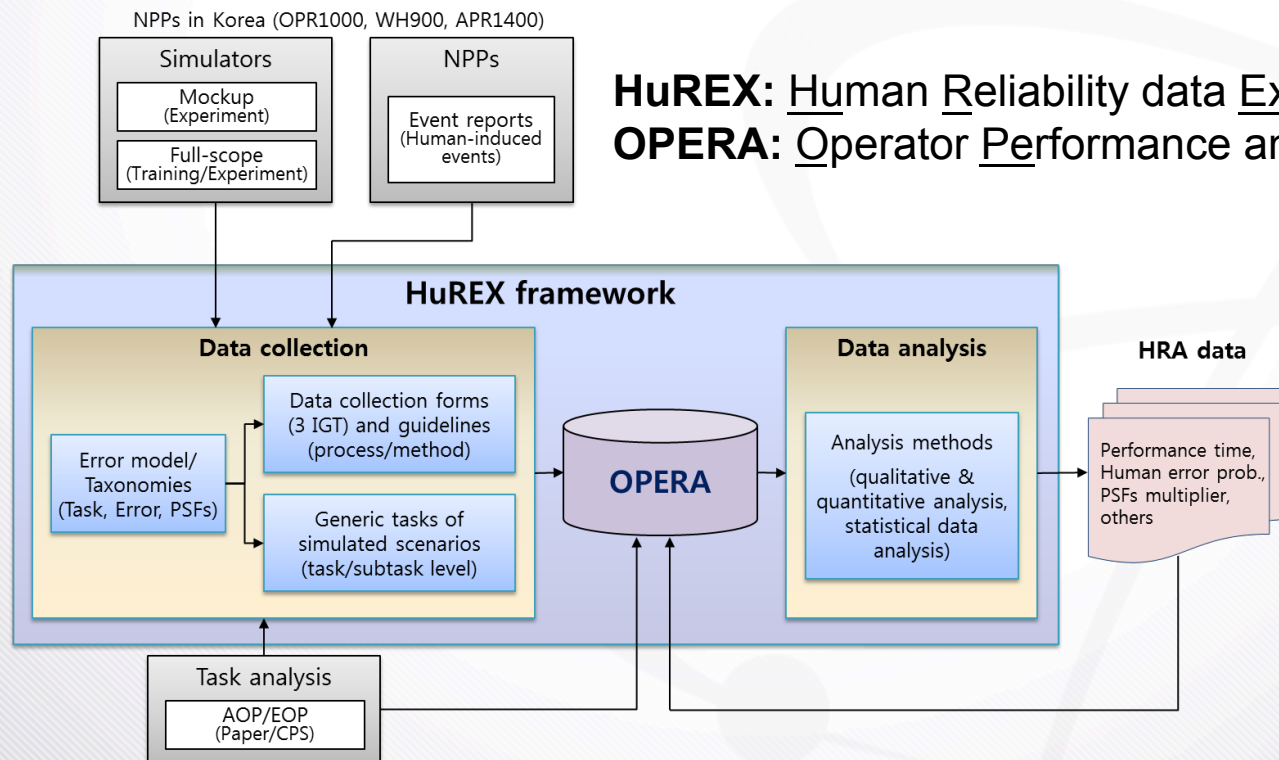 NPPs in Korea (OPR1000, WH900, APR1400)
Simulators
Mockup
(Experiment)
Full-scope
(Training/Experiment)
NPPs
Event reports
(Human-induced
events)
HuREX: Human Reliability data Ex
OPERA: Operator Performance an
HuREX framework
Data collection
Error model/
Taxonomies
(Task, Error, PSFs)
Data collection forms
(3 IGT) and guidelines
(process/method)
Generic tasks of
simulated scenarios
(task/subtask level)
OPERA
Data analysis
Analysis methods
(qualitative &
quantitative analysis,
statistical data
analysis)
HRA data
Performance time,
Human error prob.,
PSFs multiplier,
others
Task analysis
AOP/EOP
(Paper/CPS)